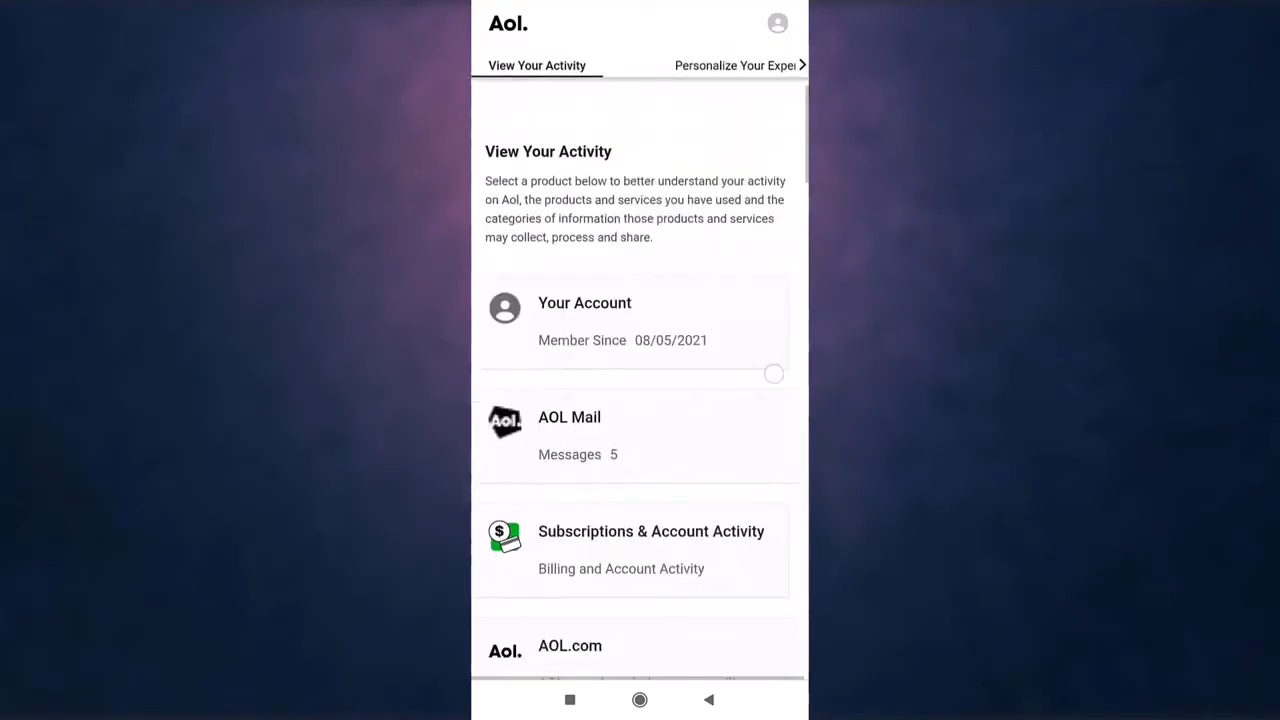 Aol.
View Your Activity
Personalize Your Exper
View Your Activity
Select a product below to better understand your activity
on Aol, the products and services you have used and the
categories of information those products and services
may collect, process and share.
Your Account
Member Since 08/05/2021
Aol.
AOL Mail
Messages 5
$
Subscriptions & Account Activity
Billing and Account Activity
Aol.
AOL.com